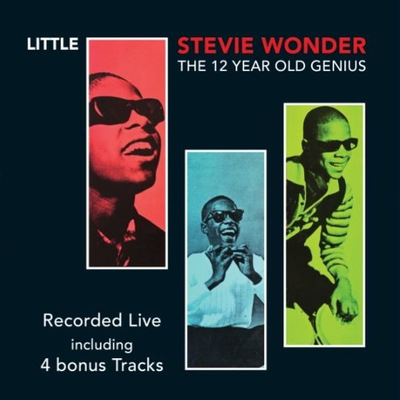 LITTLE STEVIE WONDER
THE 12 YEAR OLD GENIUS
Recorded Live
including
4 bonus Tracks